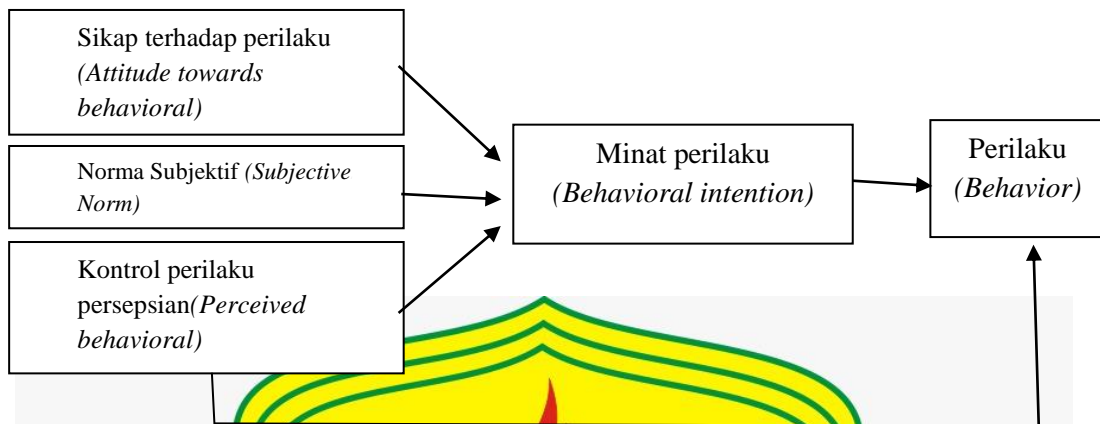 Sikap terhadap perilaku
(Attitude towards
behavioral)
Norma Subjektif (Subjective
Norm)
Kontrol perilaku
persepsian(Perceived
behavioral)
Minat perilaku
(Behavioral intention)
Perilaku
(Behavior)